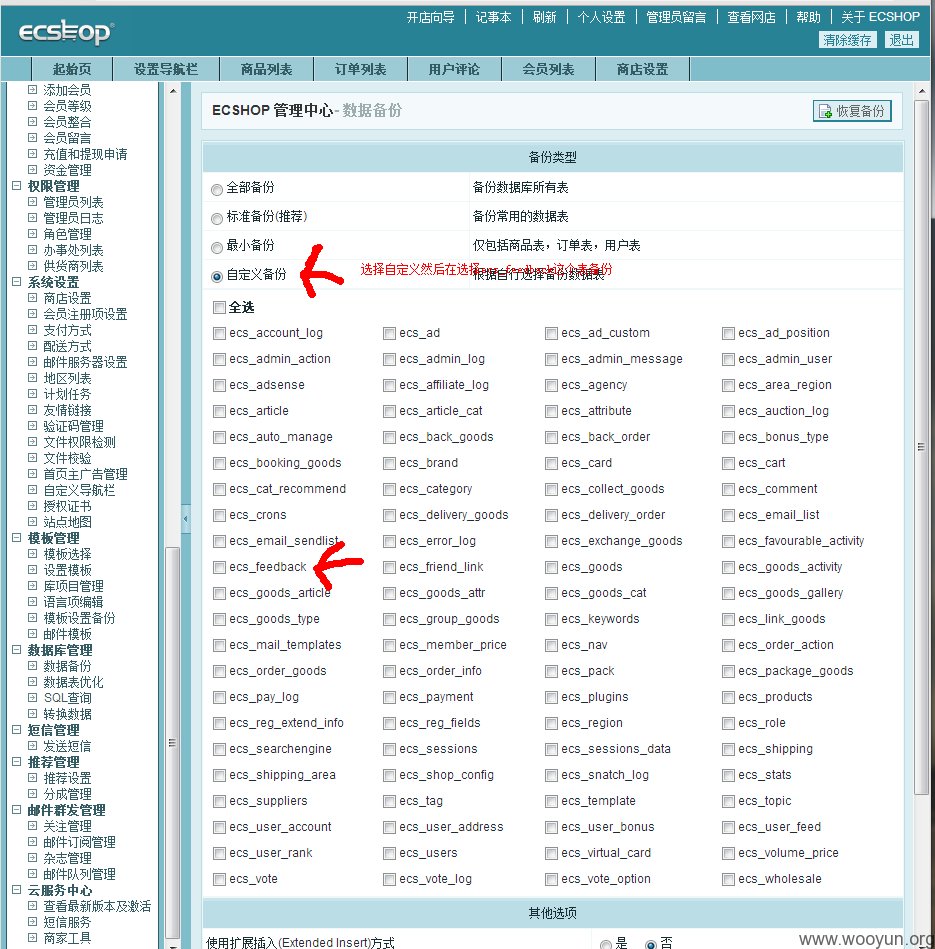 ecshop
开店向导 记事本 刷新 个人设置 管理员留言 查看网店 帮助 关于 ECSHOP
清除缓存 退出
起始页 设置导航栏 商品列表 订单列表 用户评论 会员列表 商店设置
添加会员
会员等级
会员整合
会员留言
充值和提现申请
资金管理
权限管理
管理员列表
管理员日志
角色管理
办事处列表
供货商列表
系统设置
商店设置
会员注册项设置
支付方式
配送方式
邮件服务器设置
地区列表
计划任务
友情链接
验证码管理
文件权限检测
文件校验
首页主广告管理
自定义导航栏
授权证书
站点地图
模板管理
模板选择
设置模板
库项目管理
语言项编辑
模板设置备份
邮件模板
数据库管理
数据备份
数据表优化
SQL查询
转换数据
短信管理
发送短信
推荐管理
推荐设置
分成管理
邮件群发管理
关注管理
邮件订阅管理
杂志管理
邮件队列管理
云服务中心
查看最新版本及激活
短信服务
商家工具
ECSHOP 管理中心 - 数据备份
恢复备份
备份类型
全部备份 备份数据库所有表
标准备份(推荐) 备份常用的数据表
最小备份 仅包括商品表，订单表，用户表
自定义备份 根据自行选择备份数据表
选择自定义然后在选择 feedback这个表备份
全选
ecs_account_log ecs_ad ecs_ad_custom ecs_ad_position
ecs_admin_action ecs_admin_log ecs_admin_message ecs_admin_user
ecs_adsense ecs_affiliate_log ecs_agency ecs_area_region
ecs_article ecs_article_cat ecs_attribute ecs_auction_log
ecs_auto_manage ecs_back_goods ecs_back_order ecs_bonus_type
ecs_booking_goods ecs_brand ecs_card ecs_cart
ecs_cat_recommend ecs_category ecs_collect_goods ecs_comment
ecs_crons ecs_delivery_goods ecs_delivery_order ecs_email_list
ecs_email_sendlist ecs_error_log ecs_exchange_goods ecs_favourable_activity
ecs_feedback ecs_friend_link ecs_goods ecs_goods_activity
ecs_goods_article ecs_goods_attr ecs_goods_cat ecs_goods_gallery
ecs_goods_type ecs_group_goods ecs_keywords ecs_link_goods
ecs_mail_templates ecs_member_price ecs_nav ecs_order_action
ecs_order_goods ecs_order_info ecs_pack ecs_package_goods
ecs_pay_log ecs_payment ecs_plugins ecs_products
ecs_reg_extend_info ecs_reg_fields ecs_region ecs_role
ecs_searchengine ecs_sessions ecs_sessions_data ecs_shipping
ecs_shipping_area ecs_shop_config ecs_snatch_log ecs_stats
ecs_suppliers ecs_tag ecs_template ecs_topic
ecs_user_account ecs_user_address ecs_user_bonus ecs_user_feed
ecs_user_rank ecs_users ecs_virtual_card ecs_volume_price
ecs_vote ecs_vote_log ecs_vote_option ecs_wholesale
其他选项
使用扩展插入(Extended Insert)方式 是 否
www.wooyun.org